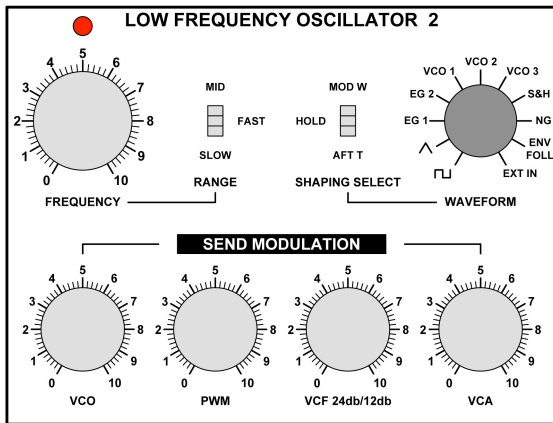 LOW FREQUENCY OSCILLATOR 2
0 1 2 3 4 5 6 7 8 9 10
FREQUENCY
MID
FAST
SLOW
RANGE
MOD W
HOLD
AFT T
SHAPING SELECT
EG 1
EG 2
VCO 1
VCO 2
VCO 3
S&H
NG
ENV
FOLL
EXT IN
WAVEFORM
SEND MODULATION
0 1 2 3 4 5 6 7 8 9 10
VCO
0 1 2 3 4 5 6 7 8 9 10
PWM
0 1 2 3 4 5 6 7 8 9 10
VCF 24db/12db
0 1 2 3 4 5 6 7 8 9 10
VCA